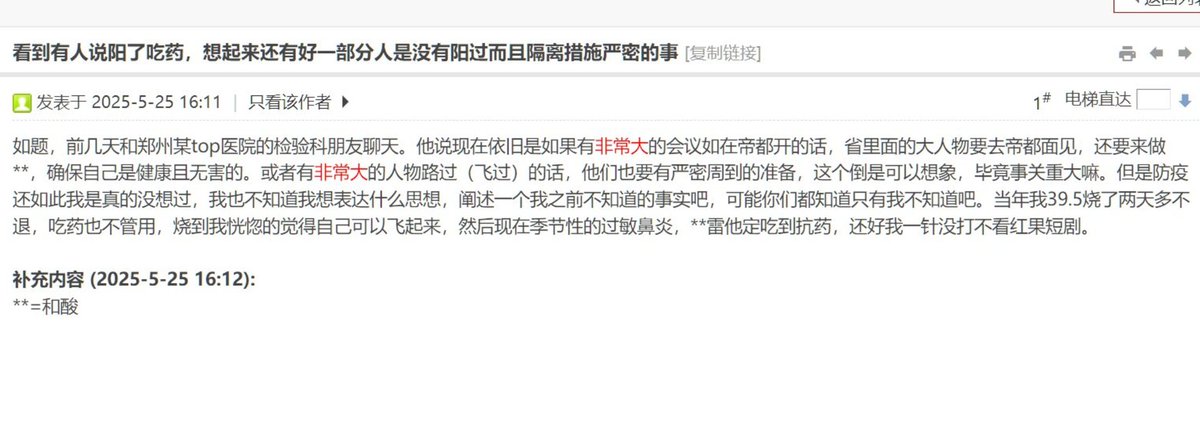 看到有人说阳了吃药，想起来还有好一部分人是没有阳过而且隔离措施严密的事 [复制链接]
发表于 2025-5-25 16:11 | 只看该作者
1# 电梯直达
如题，前几天和郑州某top医院的检验科朋友聊天。他说现在依旧是如果有非常大的会议如在帝都开的话，省里面的大人物要去帝都面见，还要来做
**，确保自己是健康且无害的。或者有非常大的人物路过（飞过）的话，他们也要有严密周到的准备，这个倒是可以想象，毕竟事关重大嘛。但是防疫
还如此我是真的没想过，我也不知道我想表达什么思想，阐述一个我之前不知道的事实吧，可能你们都知道只有我不知道吧。当年我39.5烧了两天多不
退，吃药也不管用，烧到我恍惚的觉得自己可以飞起来，然后现在季节性的过敏鼻炎，**雷他定吃到抗药，还好我一针没打不看红果短剧。
补充内容 (2025-5-25 16:12):
**=和酸